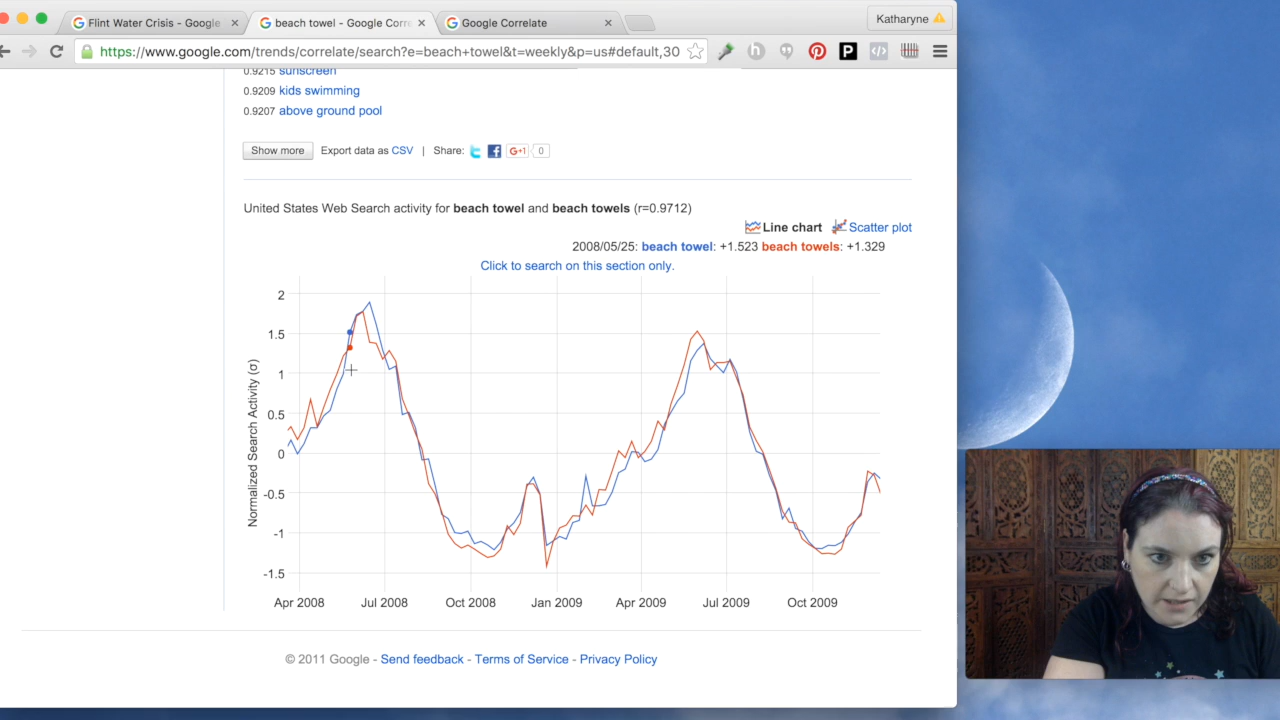 Flint Water Crisis - Google
beach towel - Google Corre
Google Correlate
Katharyne
https://www.google.com/trends/correlate/search?e=beach+towel&t=weekly&p=us#default,30
0.9215 sunscreen
0.9209 kids swimming
0.9207 above ground pool
Show more
Export data as CSV | Share: G+1 0
United States Web Search activity for beach towel and beach towels (r=0.9712)
Line chart Scatter plot
2008/05/25: beach towel: +1.523 beach towels: +1.329
Click to search on this section only.
Normalized Search Activity (σ)
2
1.5
1
0.5
0
-0.5
-1
-1.5
Apr 2008 Jul 2008 Oct 2008 Jan 2009 Apr 2009 Jul 2009 Oct 2009
© 2011 Google - Send feedback - Terms of Service - Privacy Policy